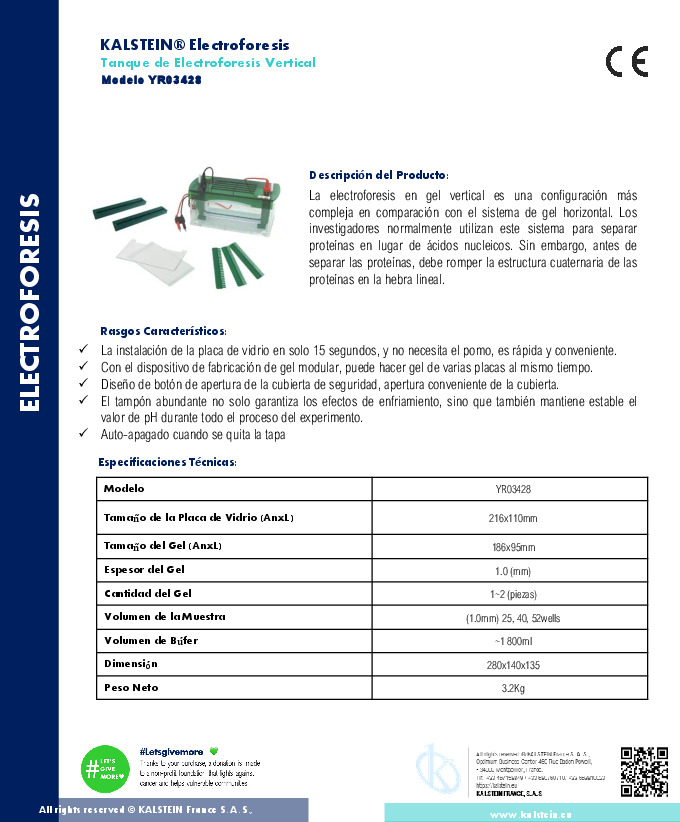 KALSTEIN® Electroforesis
Tanque de Electroforesis Vertical
Modelo YR03428
CE
ELECTROFORESIS
Descripción del Producto:
La electroforesis en gel vertical es una configuración más
compleja en comparación con el sistema de gel horizontal. Los
investigadores normalmente utilizan este sistema para separar
proteínas en lugar de ácidos nucleicos. Sin embargo, antes de
separar las proteínas, debe romper la estructura cuaternaria de las
proteínas en la hebra lineal.
Rasgos Característicos:
✓ La instalación de la placa de vidrio en solo 15 segundos, y no necesita el pomo, es rápida y conveniente.
✓ Con el dispositivo de fabricación de gel modular, puede hacer gel de varias placas al mismo tiempo.
✓ Diseño de botón de apertura de la cubierta de seguridad, apertura conveniente de la cubierta.
✓ El tampón abundante no solo garantiza los efectos de enfriamiento, sino que también mantiene estable el
valor de pH durante todo el proceso del experimento.
✓ Auto-apagado cuando se quita la tapa
Especificaciones Técnicas:
Modelo YR03428
Tamaño de la Placa de Vidrio (AnxL) 216x110mm
Tamaño del Gel (AnxL) 186x95mm
Espesor del Gel 1.0 (mm)
Cantidad del Gel 1~2 (piezas)
Volumen de la Muestra (1.0mm) 25, 40, 52wells
Volumen de Búfer ~1800ml
Dimensión 280x140x135
Peso Neto 3.2Kg
#LET'S
GIVE
MORE
#Letsgivemore
Thanks to your purchase, a donation is made
to a non-profit foundation that fights against
cancer and helps vulnerable communities
All rights reserved © KALSTEIN France S. A. S.,
Optimum Business Center 450 Rue Baden Powell,
https://kalstein.eu
KALSTEIN FRANCE, S. A. S
All rights reserved © KALSTEIN France S. A. S.,
www.kalstein.eu